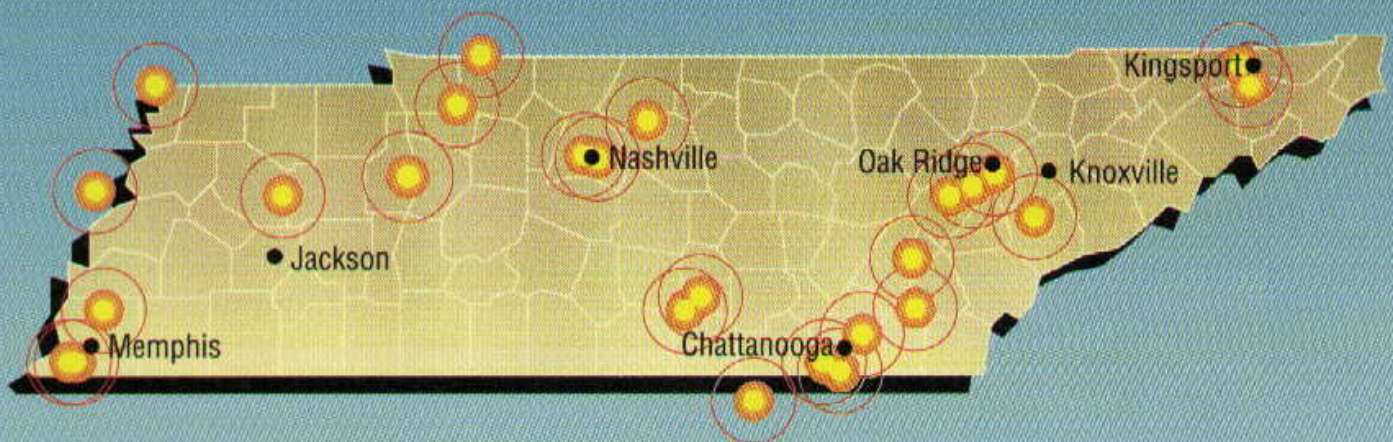 Kingsport
Nashville
Oak Ridge
Knoxville
Jackson
Memphis
Chattanooga